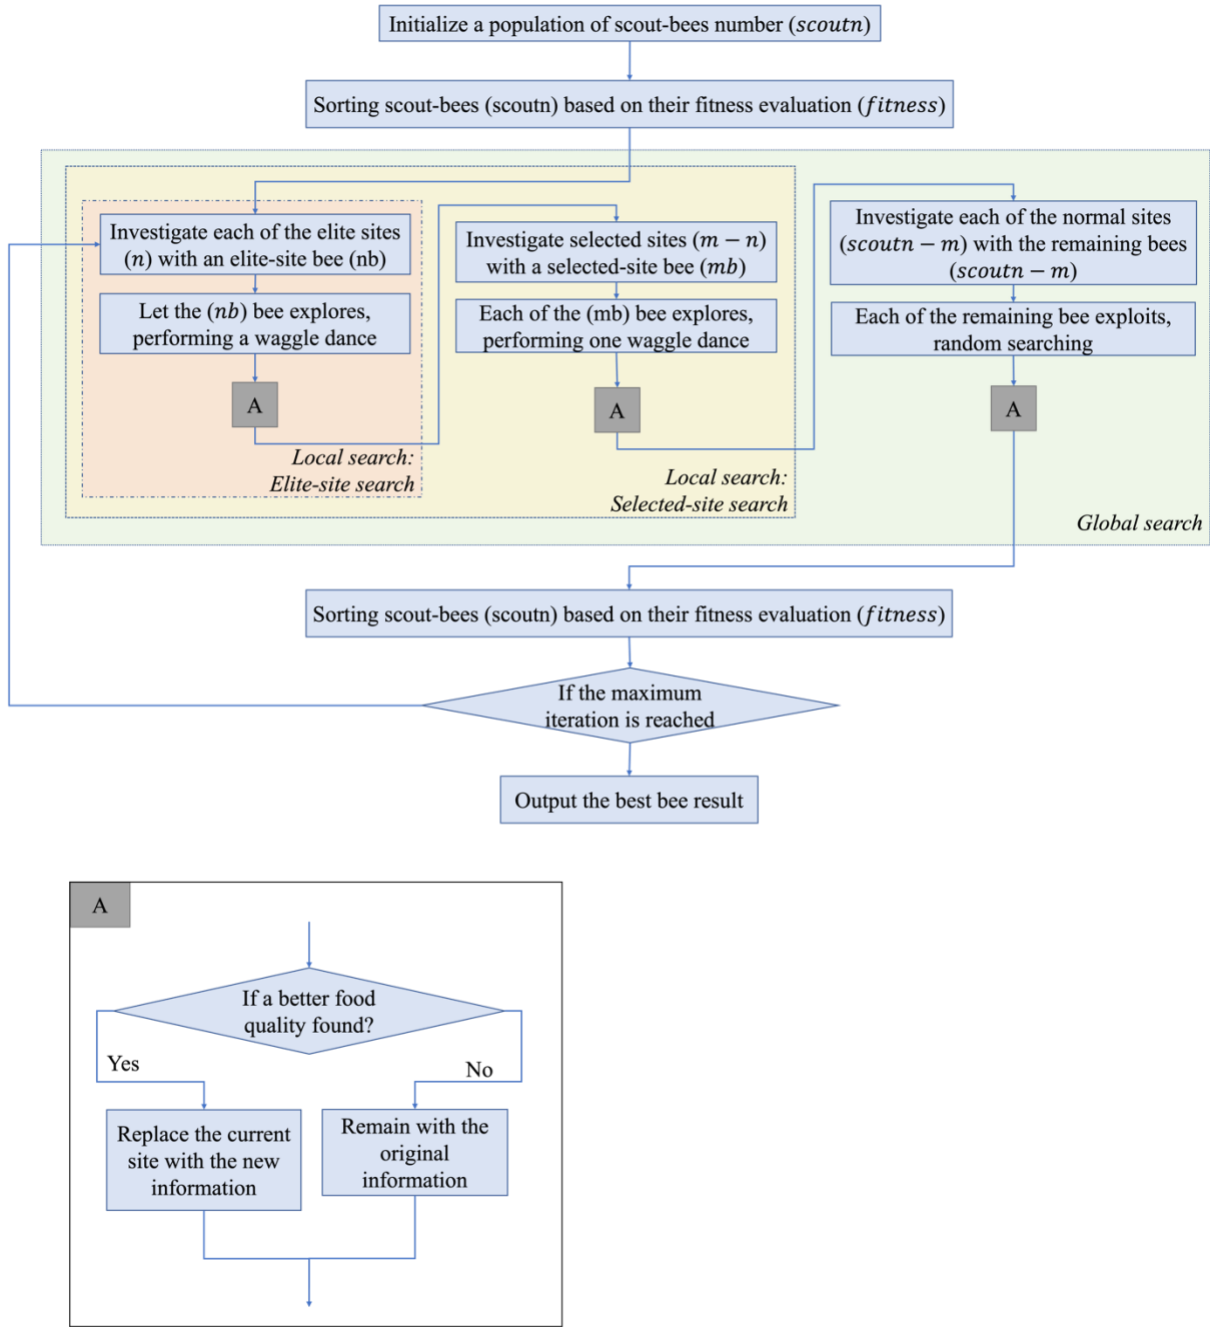 Initialize a population of scout-bees number (scoutn)
Sorting scout-bees (scoutn) based on their fitness evaluation (fitness)
Investigate each of the elite sites
(n) with an elite-site bee (nb)
Let the (nb) bee explores,
performing a waggle dance
A
Local search:
Elite-site search
Investigate selected sites (m − n)
with a selected-site bee (mb)
Each of the (mb) bee explores,
performing one waggle dance
A
Local search:
Selected-site search
Investigate each of the normal sites
(scoutn − m) with the remaining bees
(scoutn − m)
Each of the remaining bee exploits,
random searching
A
Global search
Sorting scout-bees (scoutn) based on their fitness evaluation (fitness)
If the maximum
iteration is reached
Output the best bee result
A
If a better food
quality found?
Yes
No
Replace the current
site with the new
information
Remain with the
original
information